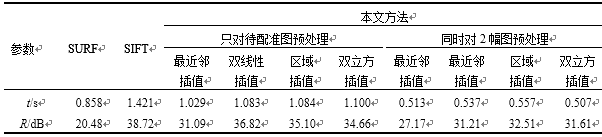 本文方法
只对待配准图预处理 同时对2幅图预处理
参数 SURF SIFT
最近邻 双线性 区域 双立方 最近邻 双线性 区域 双立方
插值 插值 插值 插值 插值 插值 插值 插值
t/s 0.858 1.421 1.029 1.083 1.084 1.100 0.513 0.537 0.557 0.507
R/dB 20.48 38.72 31.09 36.82 35.10 34.66 27.17 31.21 32.51 31.61